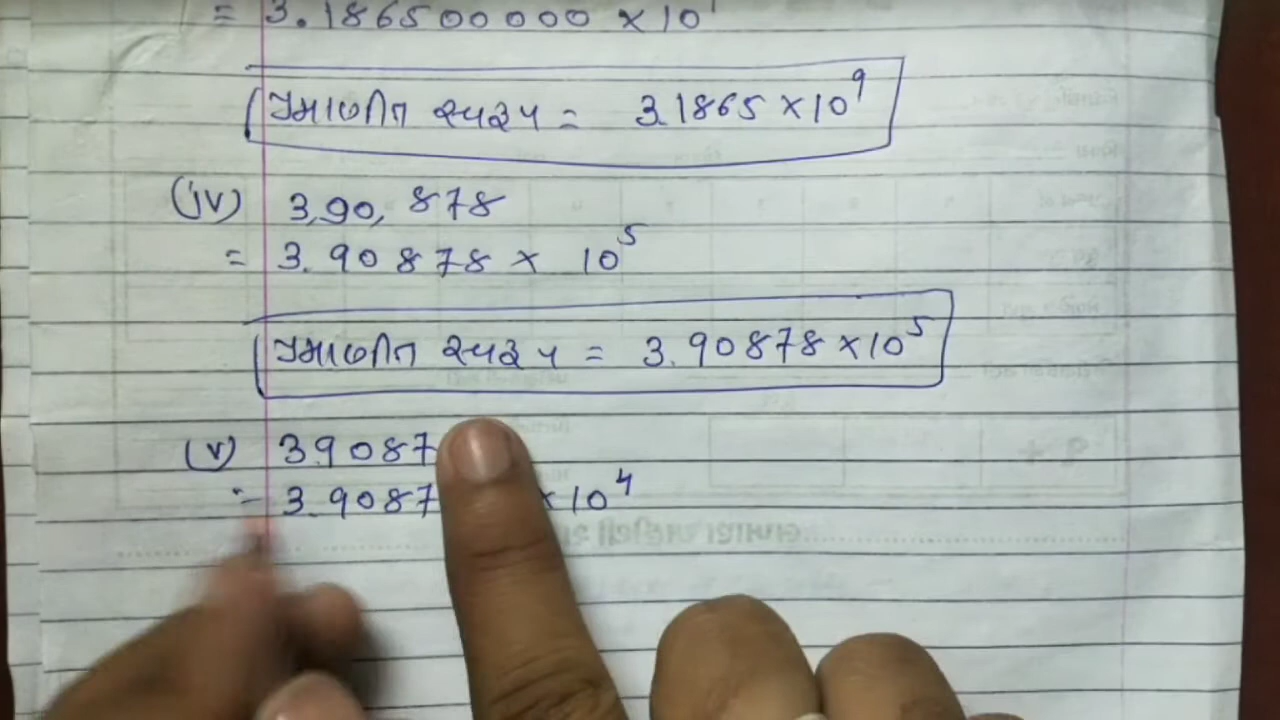 = 3.186500000 × 10
પ્રમાણિત સ્વરૂપ = 3.1865 × 10⁹
(iv) 3,90,878
= 3.90878 × 10⁵
પ્રમાણિત સ્વરૂપ = 3.90878 × 10⁵
(v) 39087
= 3.9087 × 10⁴